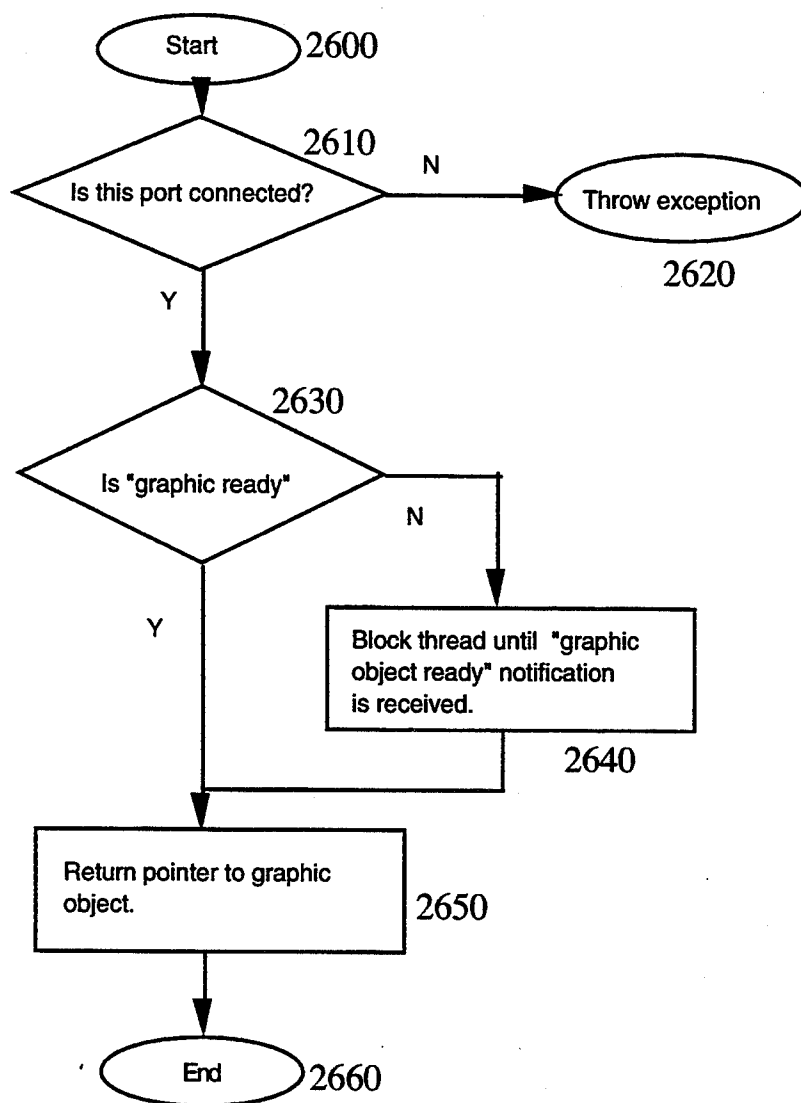 Start
2600
2610
Is this port connected?
N
Throw exception
2620
Y
2630
Is "graphic ready"
N
Y
Block thread until "graphic
object ready" notification
is received.
2640
Return pointer to graphic
object.
2650
End
2660